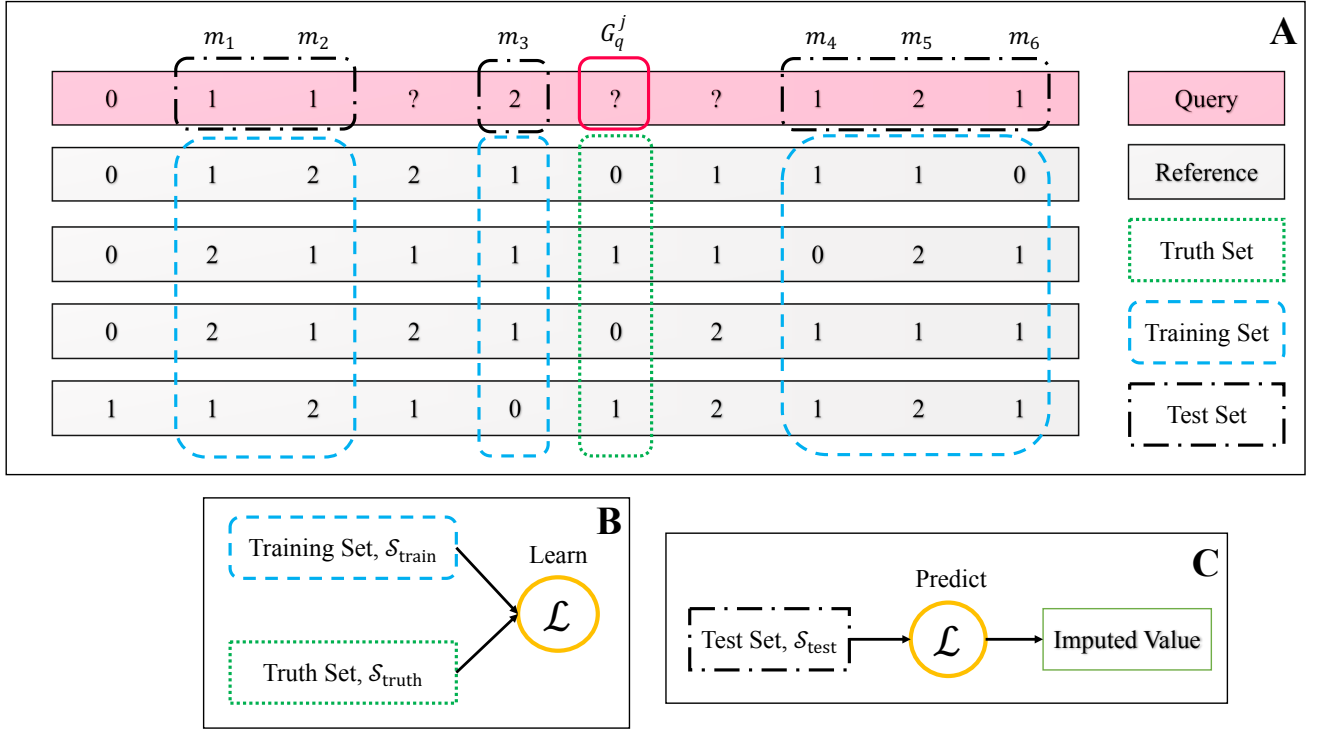 A
m₁ m₂ m₃ G_q^j m₄ m₅ m₆
0 1 1 ? 2 ? ? 1 2 1 Query
0 1 2 2 1 0 1 1 1 0 Reference
0 2 1 1 1 1 1 0 2 1 Truth Set
0 2 1 2 1 0 2 1 1 1 Training Set
1 1 2 1 0 1 2 1 2 1 Test Set
B
Training Set, 𝒮train
Learn
ℒ
Truth Set, 𝒮truth
C
Predict
Test Set, 𝒮test
ℒ
Imputed Value